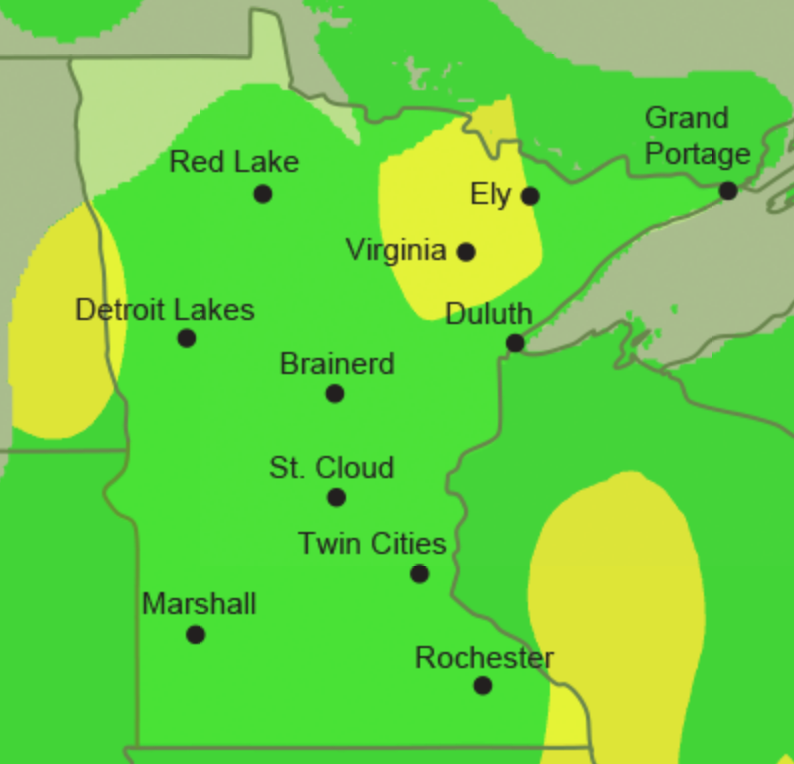 Grand
Portage
Red Lake
Ely
Virginia
Detroit Lakes
Duluth
Brainerd
St. Cloud
Twin Cities
Marshall
Rochester